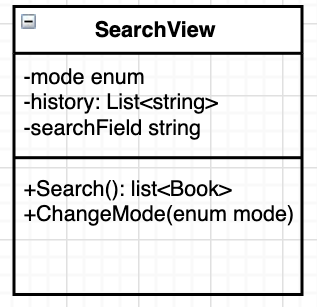 SearchView
-mode enum
-history: List<string>
-searchField string
+Search(): list<Book>
+ChangeMode(enum mode)